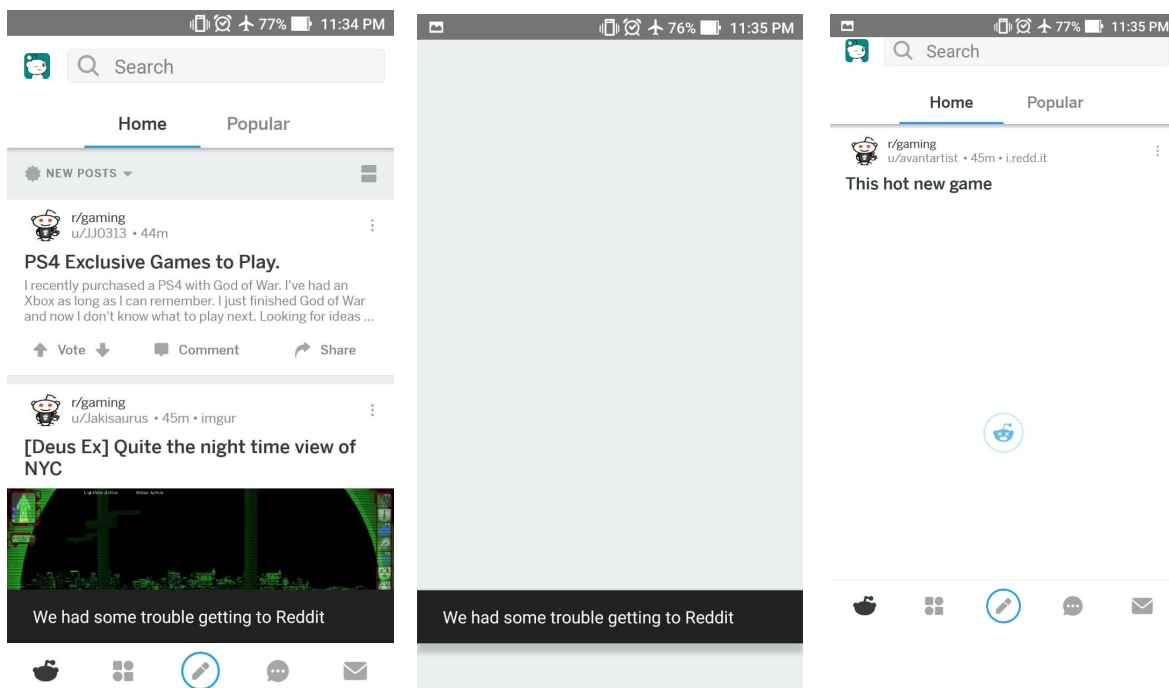 77% 11:34 PM
Search
Home Popular
NEW POSTS
r/gaming
u/JJ0313 • 44m
PS4 Exclusive Games to Play.
I recently purchased a PS4 with God of War. I've had an
Xbox as long as I can remember. I just finished God of War
and now I don't know what to play next. Looking for ideas ...
Vote Comment Share
r/gaming
u/Jakisaurus • 45m • imgur
[Deus Ex] Quite the night time view of
NYC
We had some trouble getting to Reddit
76% 11:35 PM
We had some trouble getting to Reddit
77% 11:35 PM
Search
Home Popular
r/gaming
u/avantartist • 45m • i.redd.it
This hot new game